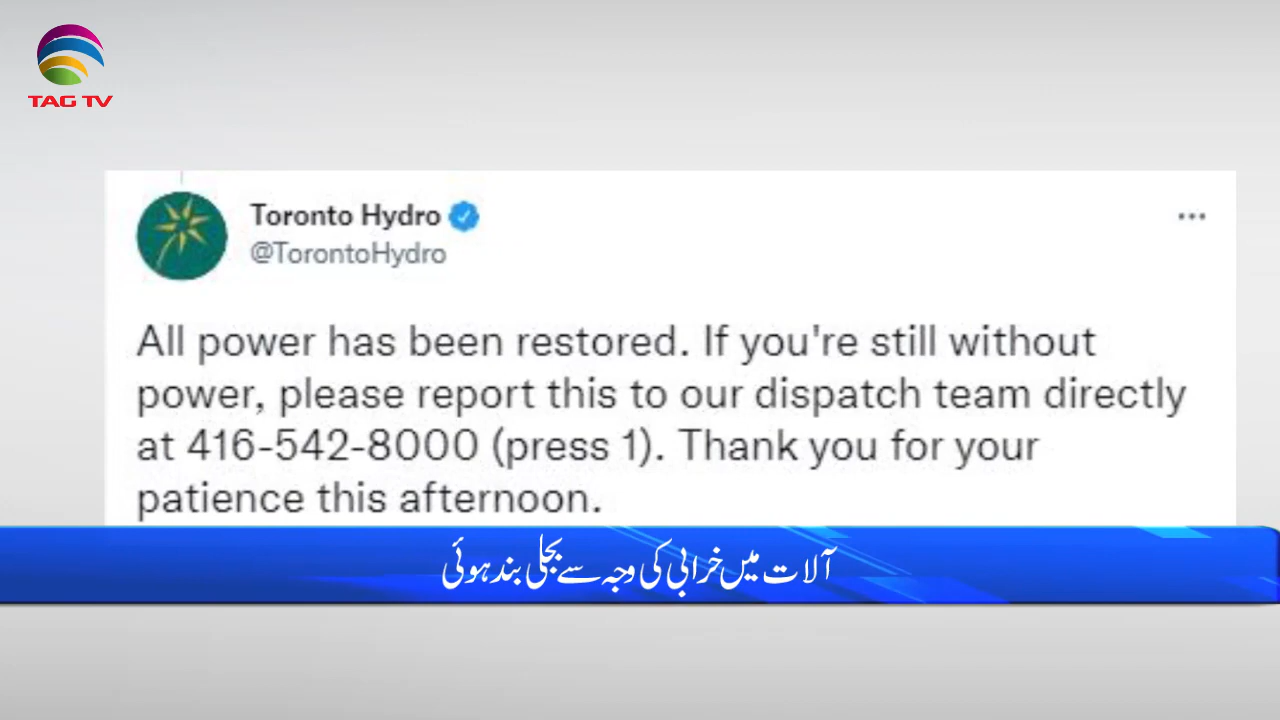 TAG TV
Toronto Hydro
@TorontoHydro
All power has been restored. If you're still without
power, please report this to our dispatch team directly
at 416-542-8000 (press 1). Thank you for your
patience this afternoon.
آلات میں خرابی کی وجہ سے بجلی بند ہوئی